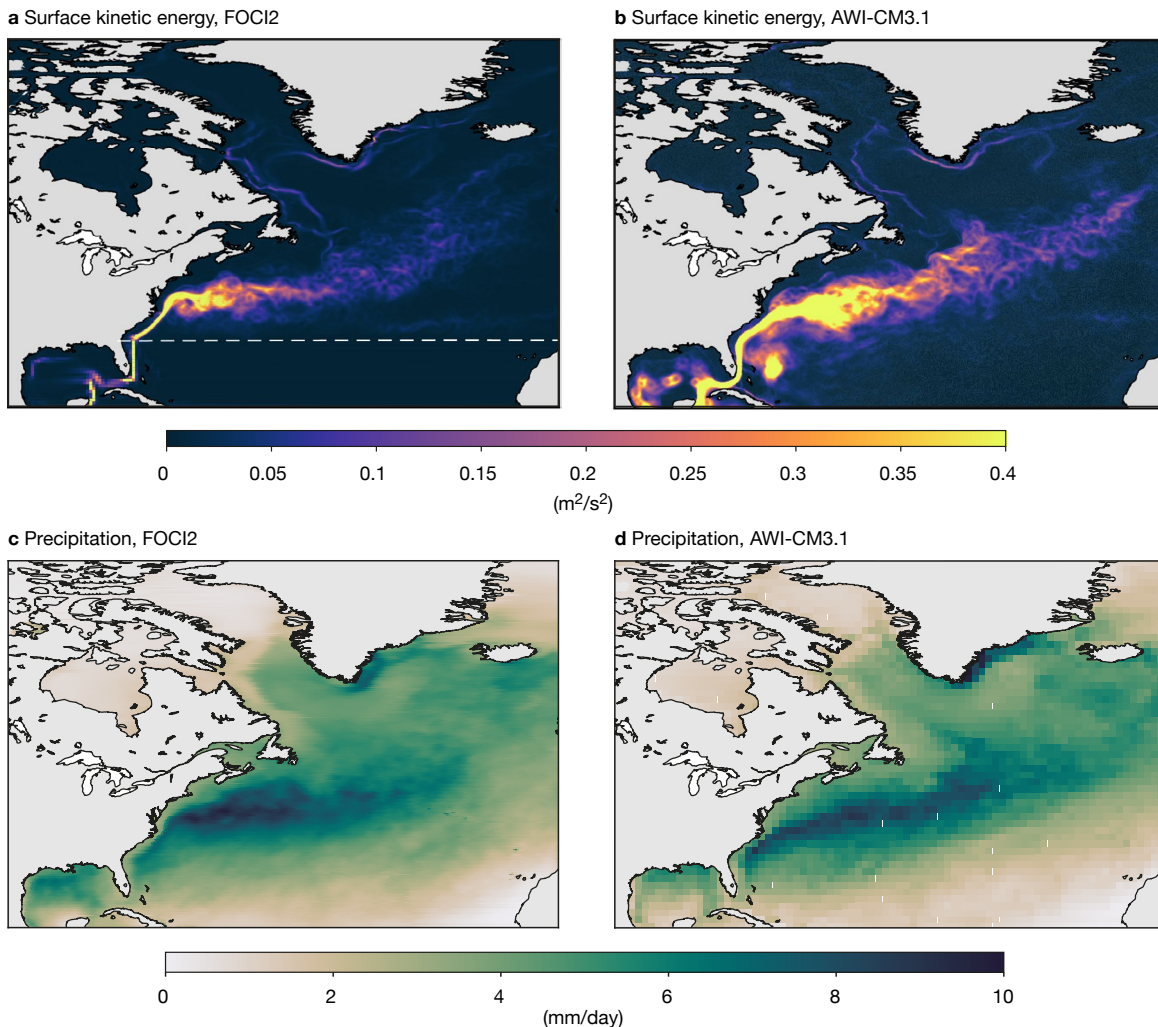 a Surface kinetic energy, FOCI2
b Surface kinetic energy, AWI-CM3.1
0 0.05 0.1 0.15 0.2 0.25 0.3 0.35 0.4
(m²/s²)
c Precipitation, FOCI2
d Precipitation, AWI-CM3.1
0 2 4 6 8 10
(mm/day)